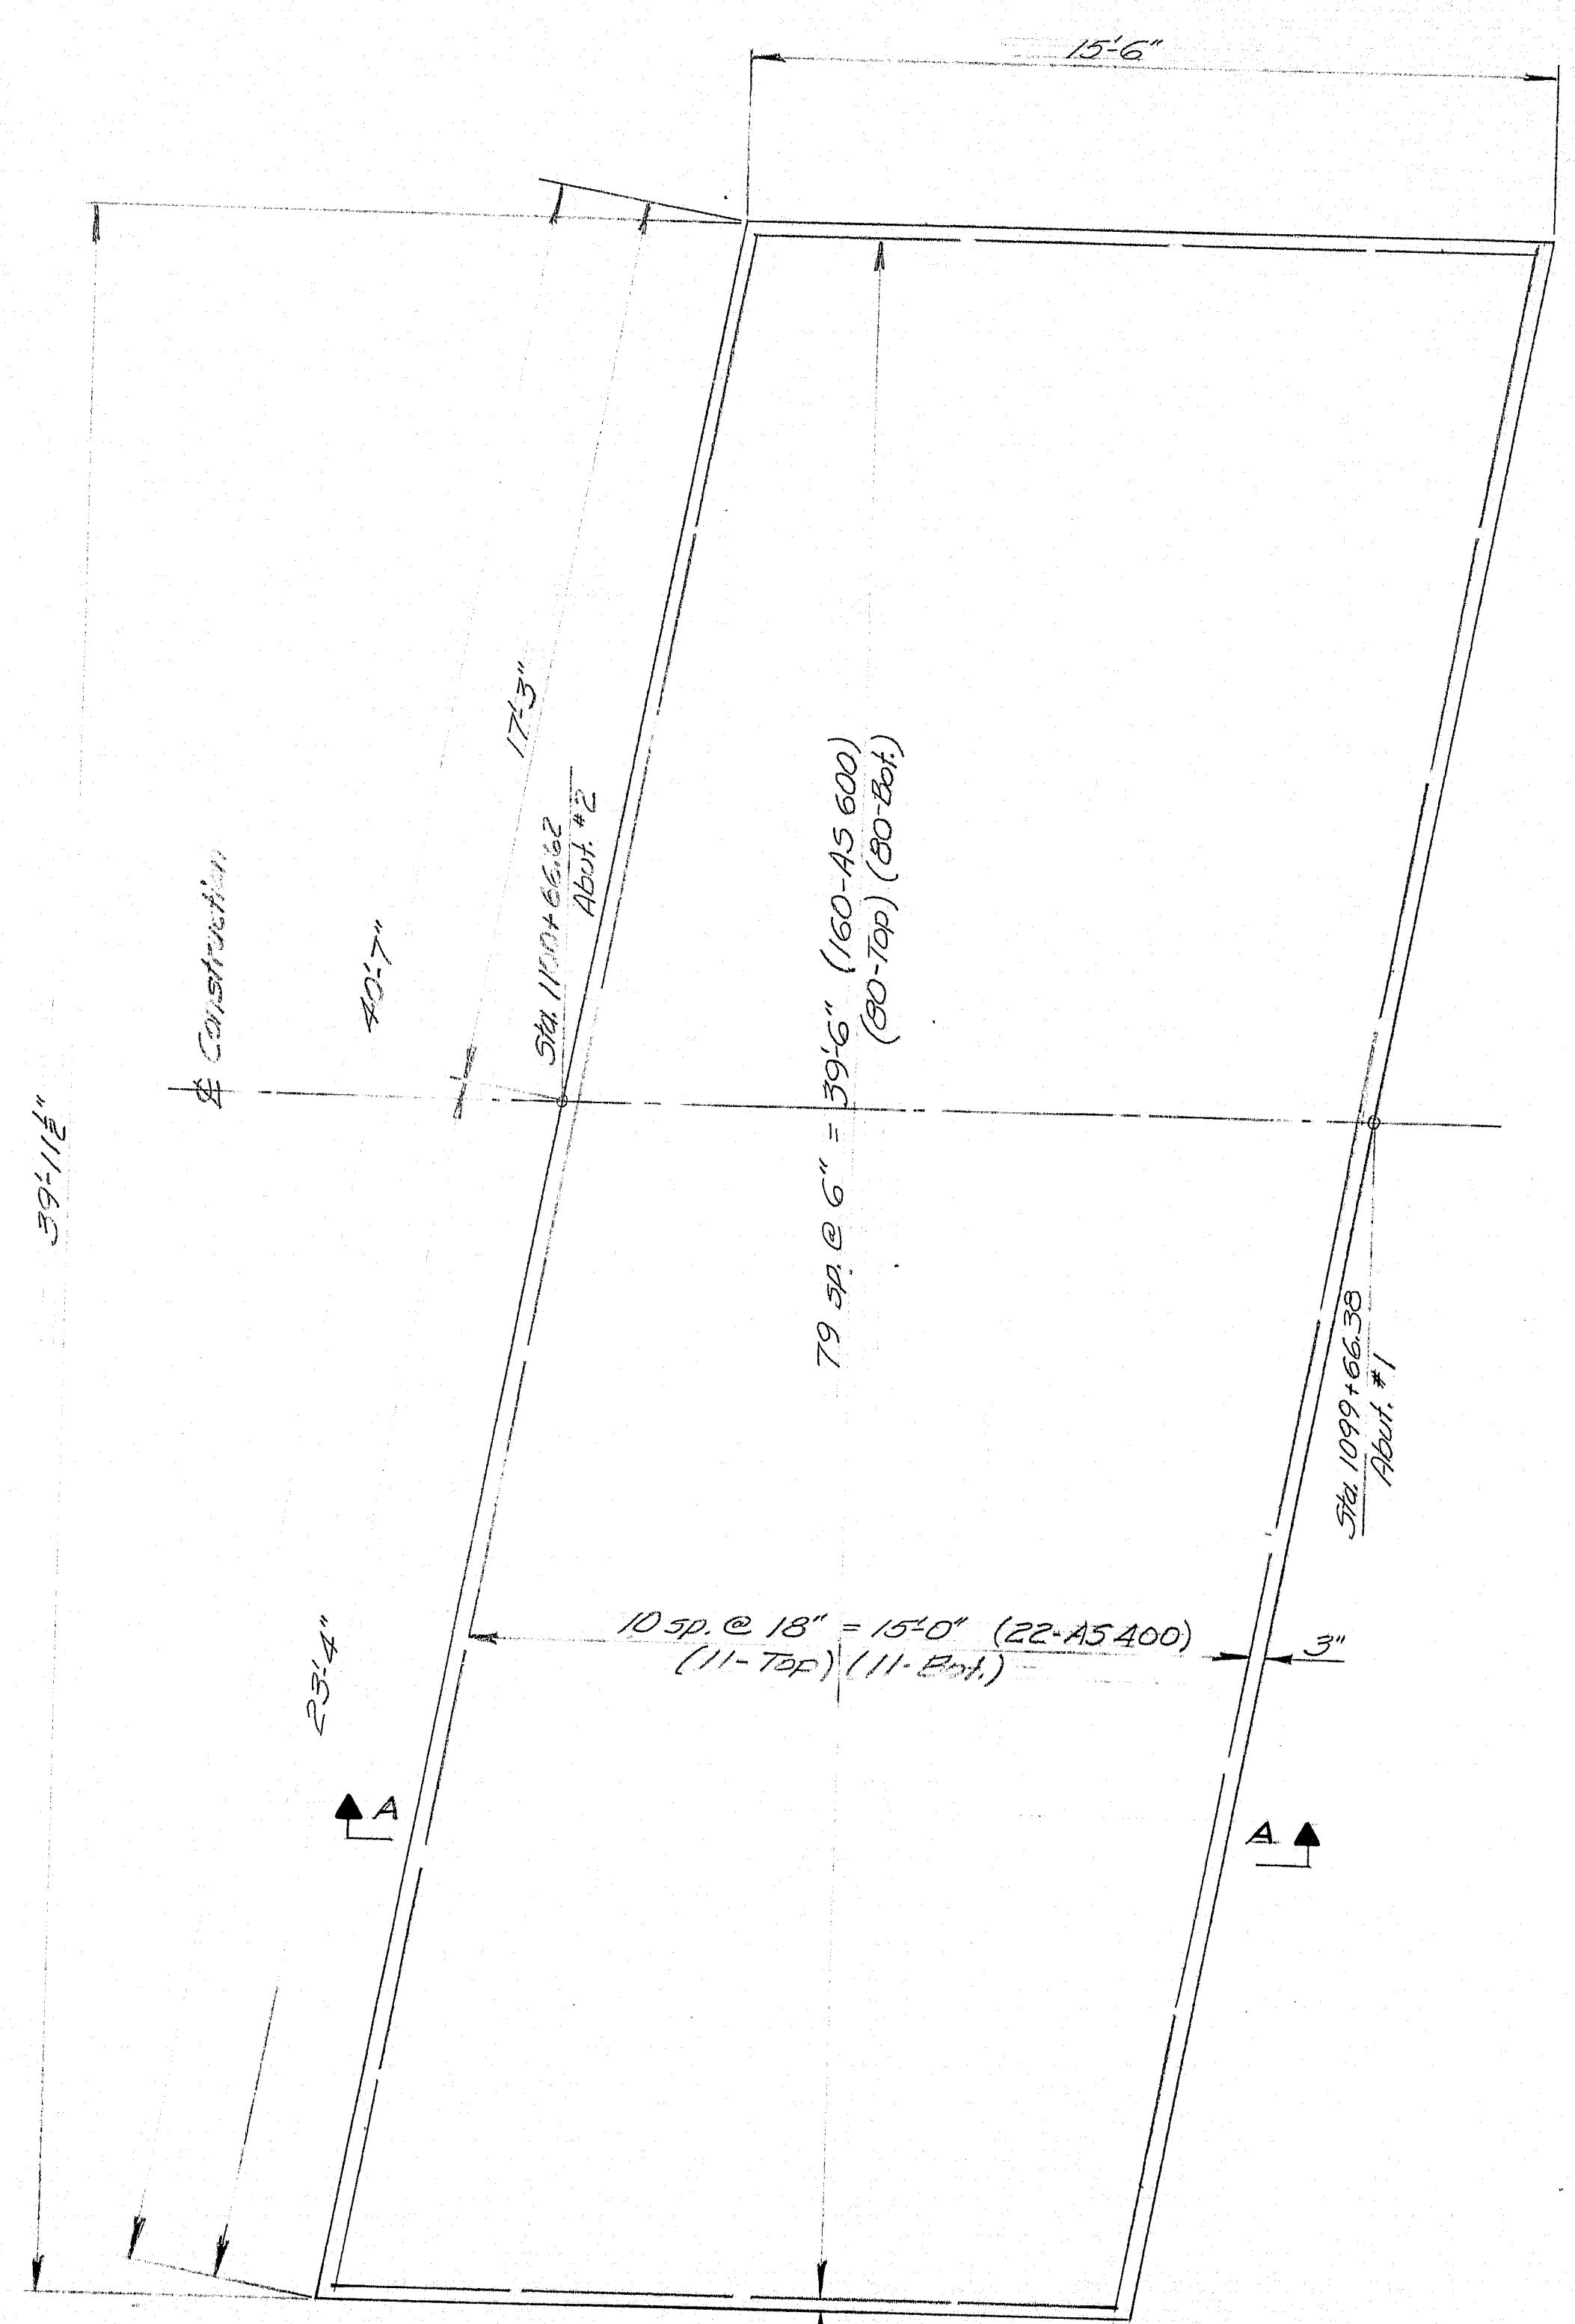 15'-6"
17'-3"
Sta. 1100+66.62
Abut. #2
℄ Construction
40'-7"
39'-11½"
79 sp. @ 6" = 39'-6" (160-AS 600)
(80-Top) (80-Bot.)
Sta. 1099+66.38
Abut. #1
10 sp. @ 18" = 15'-0" (22-AS 400)
(11-Top) (11-Bot.)
3"
23'-4"
A
A